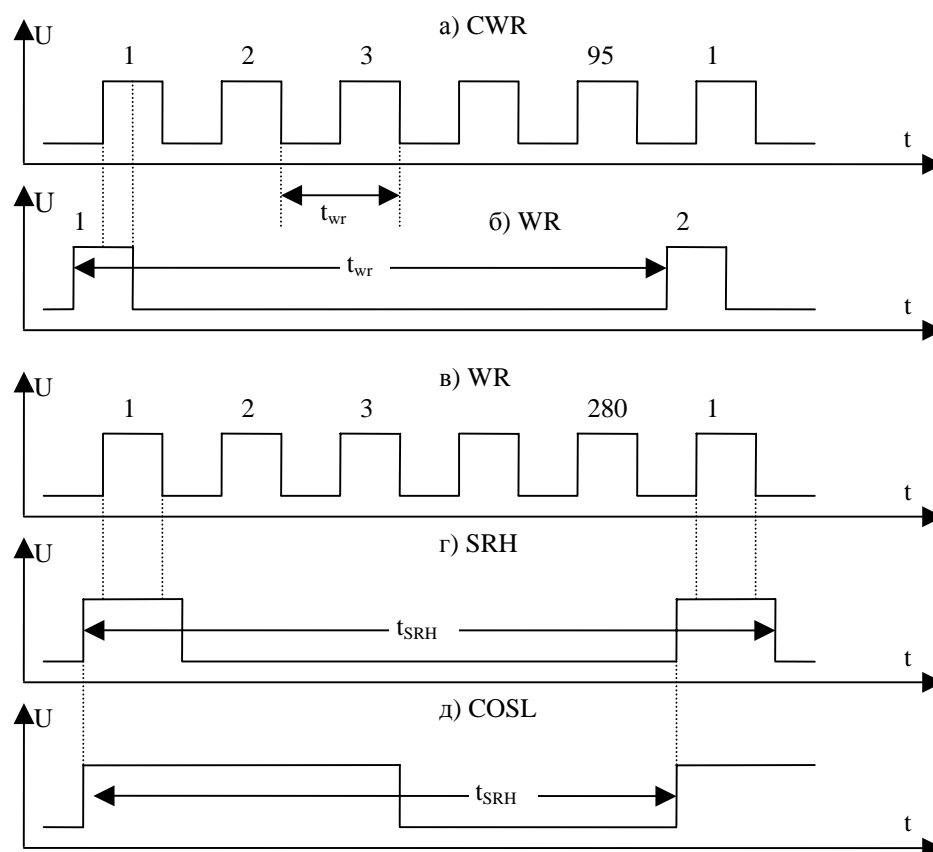 U
а) CWR
1 2 3 95 1
t
t_wr
U
1
б) WR
2
t_wr
t
U
в) WR
1 2 3 280 1
t
U
г) SRH
t_SRH
t
U
д) COSL
t_SRH
t